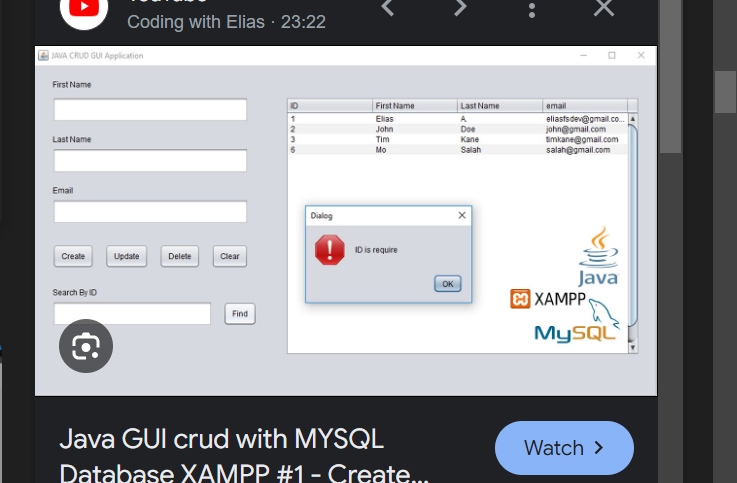 YouTube
Coding with Elias · 23:22
JAVA CRUD GUI Application
First Name
Last Name
Email
Create Update Delete Clear
Search By ID
Find
ID First Name Last Name email
1 Elias A. eliasfsdev@gmail.co...
2 John Doe john@gmail.com
3 Tim Kane timkane@gmail.com
6 Mo Salah salah@gmail.com
Dialog
ID is require
OK
Java
XAMPP
MySQL
Java GUI crud with MYSQL
Database XAMPP #1 - Create...
Watch